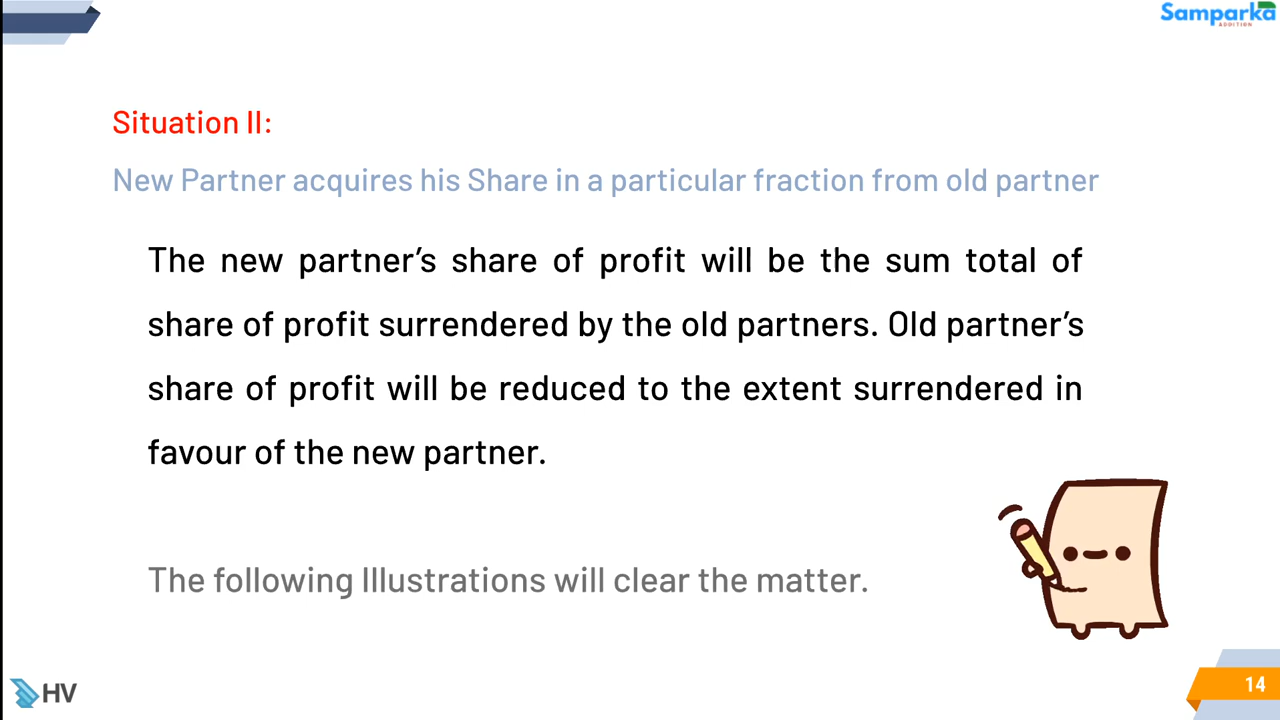 Samparka
ADDITION
Situation II:
New Partner acquires his Share in a particular fraction from old partner
The new partner’s share of profit will be the sum total of
share of profit surrendered by the old partners. Old partner’s
share of profit will be reduced to the extent surrendered in
favour of the new partner.
The following Illustrations will clear the matter.
HV
14